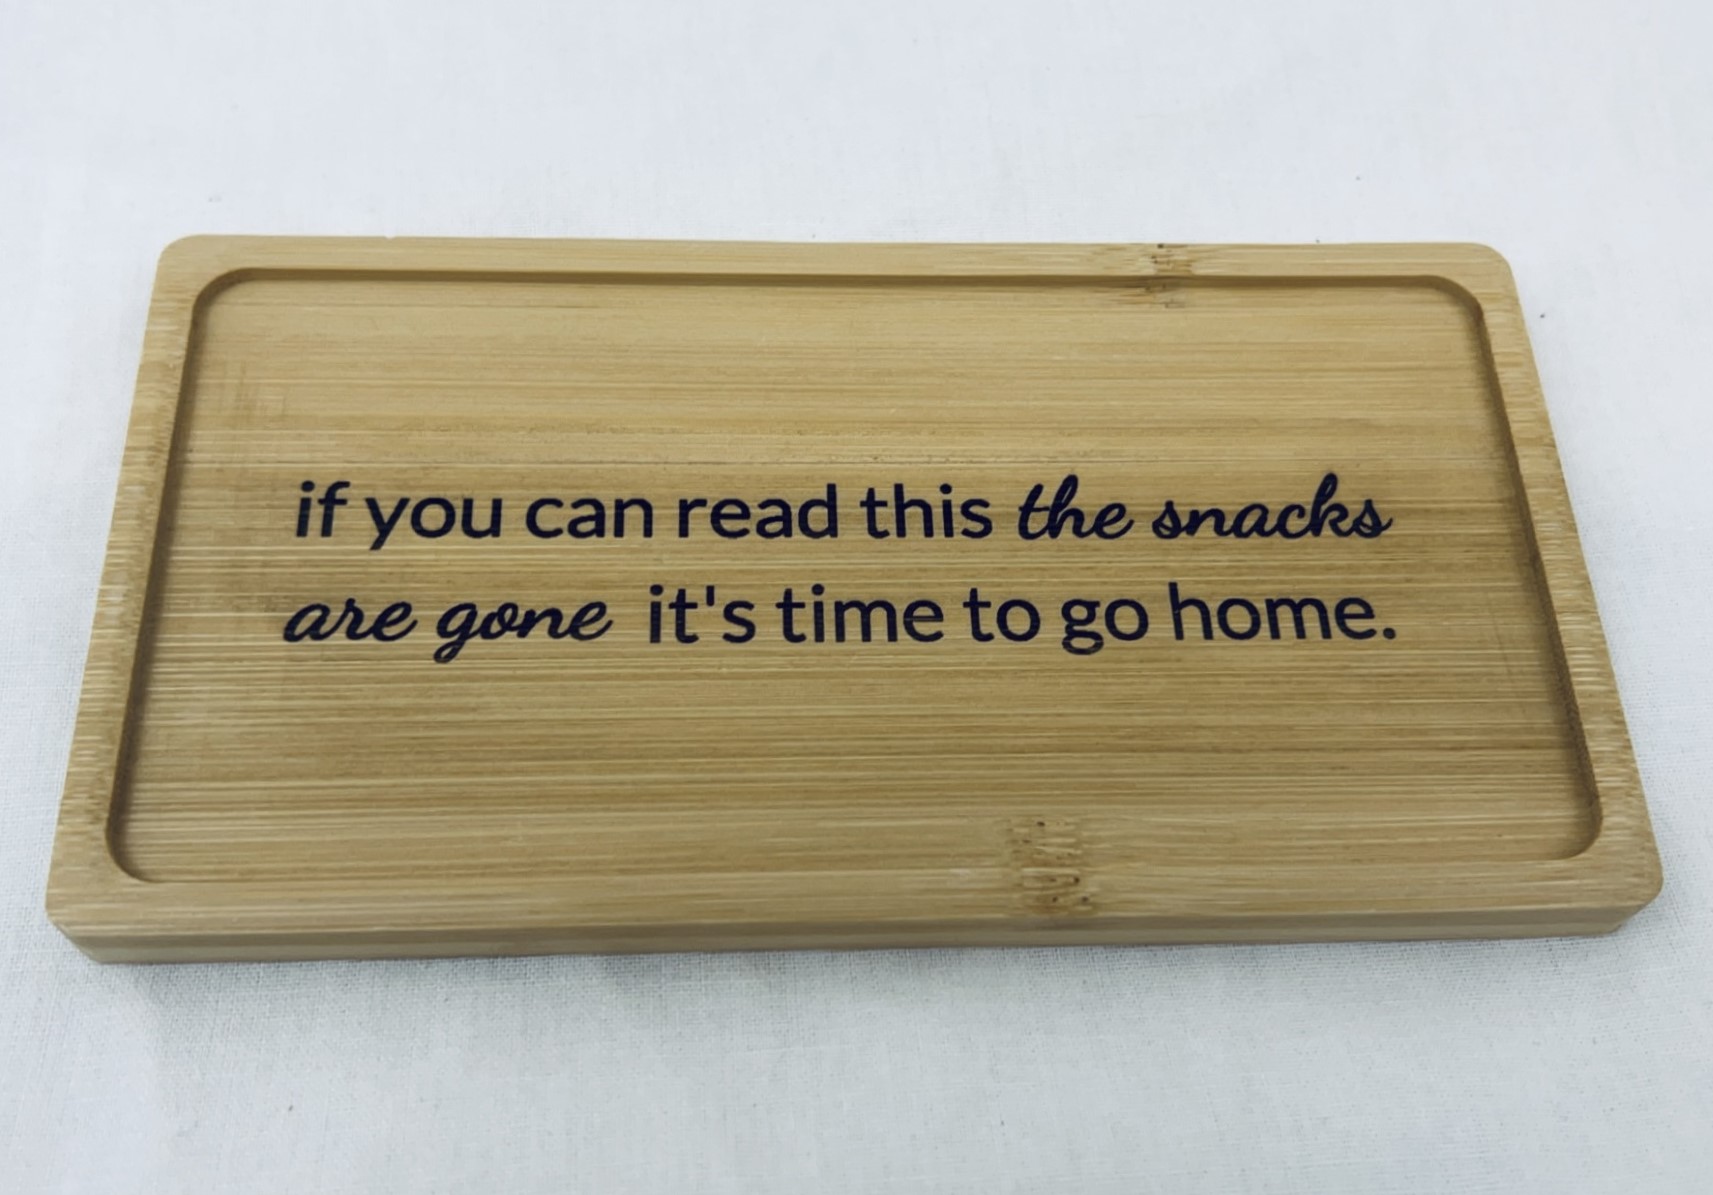 if you can read this the snacks
are gone it's time to go home.